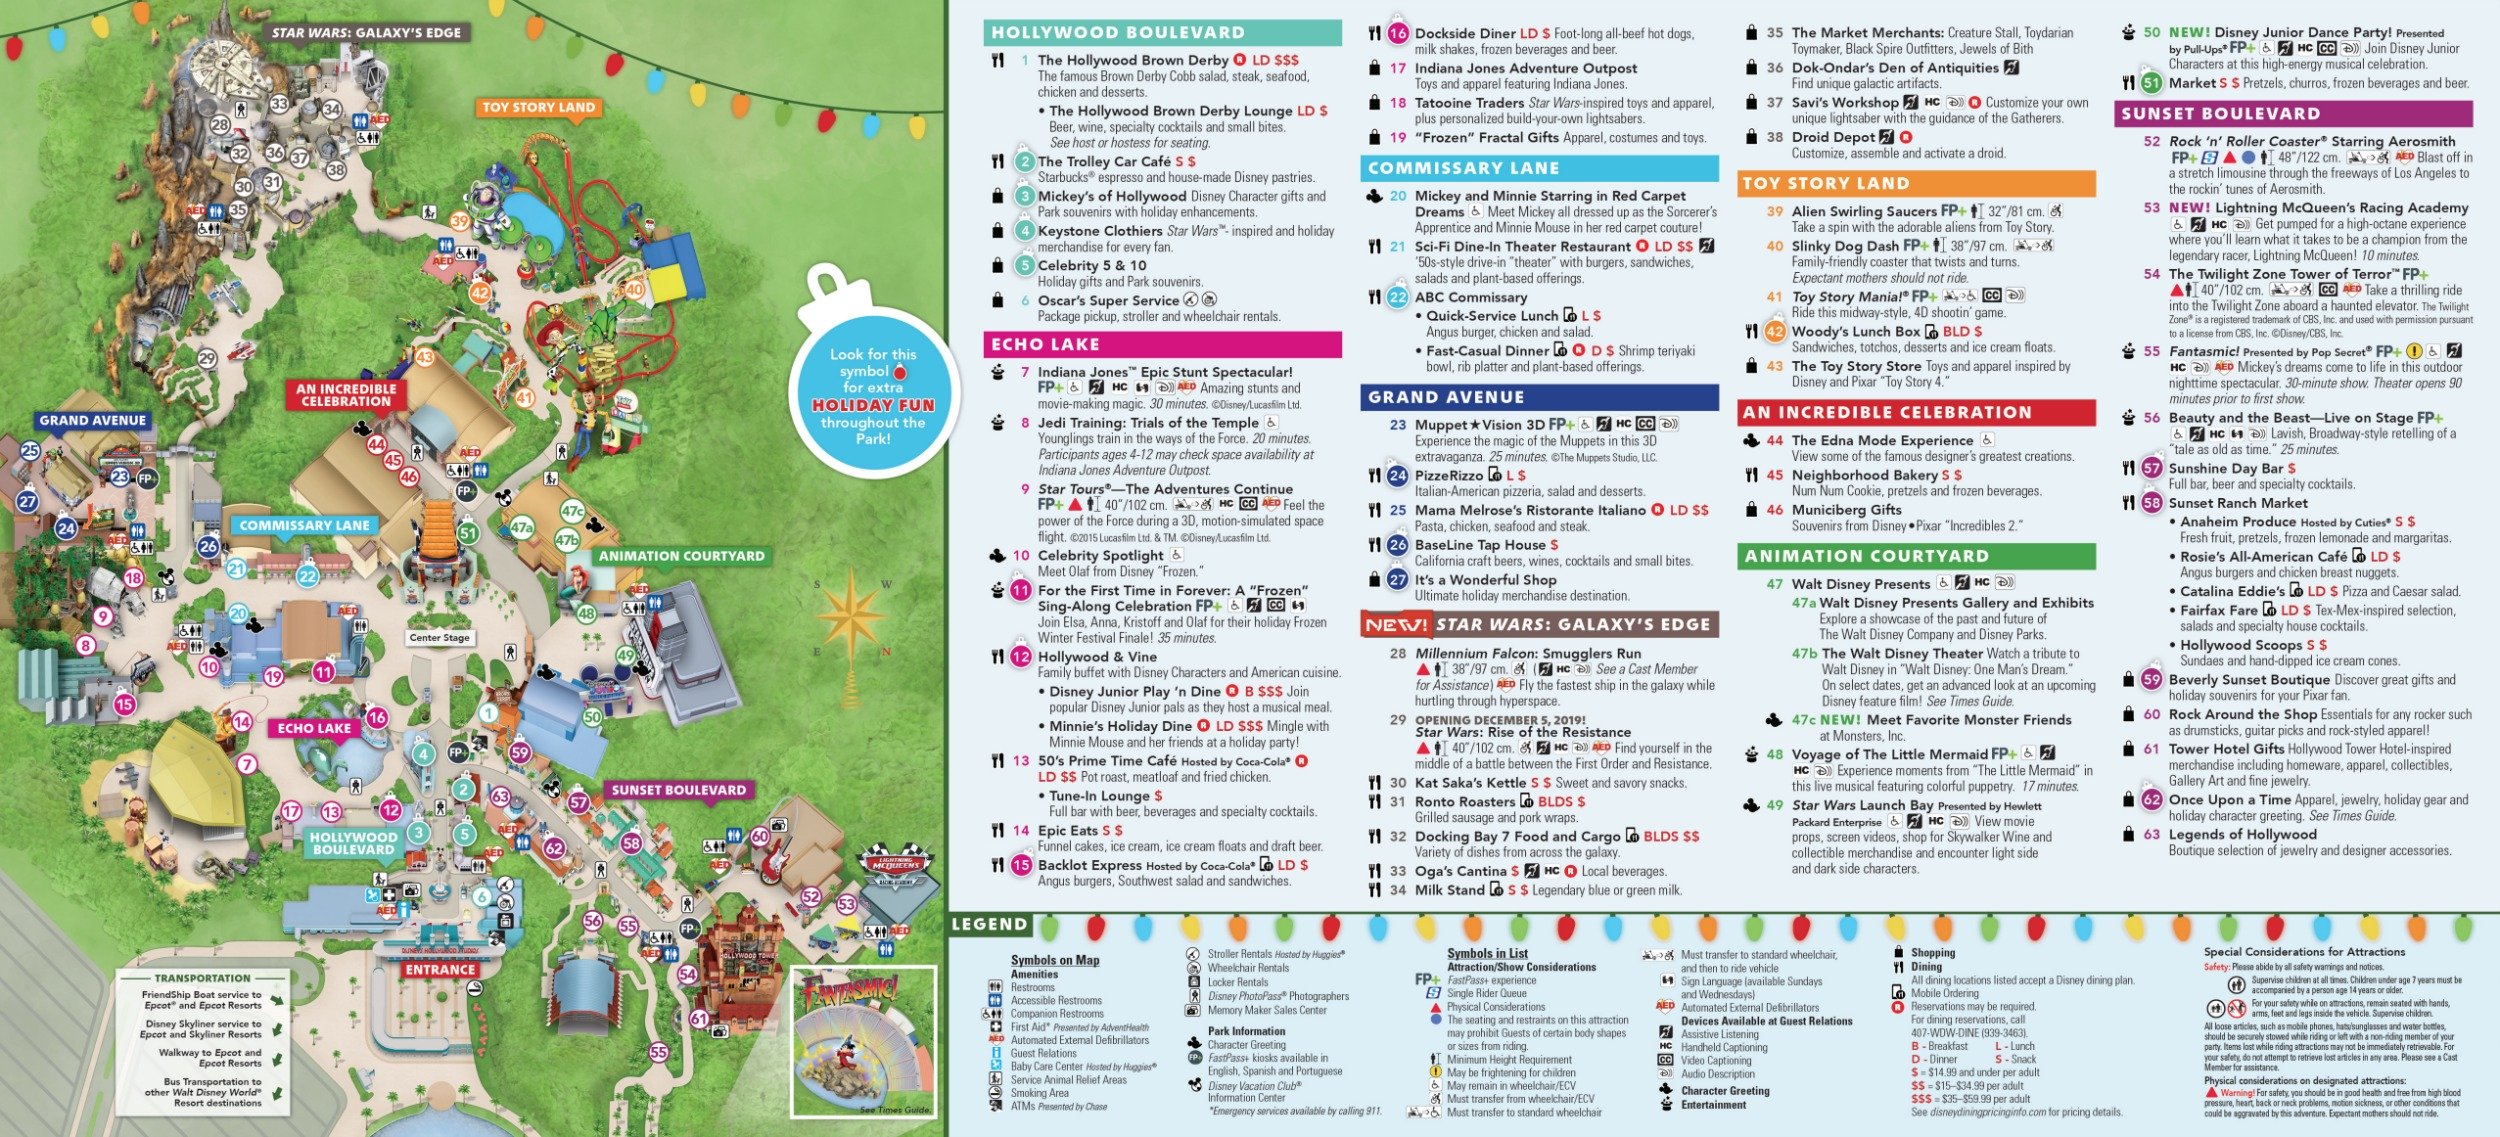 STAR WARS: GALAXY'S EDGE
TOY STORY LAND
AN INCREDIBLE
CELEBRATION
GRAND AVENUE
COMMISSARY LANE
ANIMATION COURTYARD
Center Stage
ECHO LAKE
SUNSET BOULEVARD
HOLLYWOOD
BOULEVARD
ENTRANCE
DISNEY'S HOLLYWOOD STUDIOS
LIGHTNING
MCQUEEN'S
RACING ACADEMY
HOLLYWOOD TOWER
Look for this
symbol
for extra
HOLIDAY FUN
throughout the
Park!
TRANSPORTATION
FriendShip Boat service to
Epcot® and Epcot Resorts
Disney Skyliner service to
Epcot and Skyliner Resorts
Walkway to Epcot and
Epcot Resorts
Bus Transportation to
other Walt Disney World®
Resort destinations
FANTASMIC!
See Times Guide.
HOLLYWOOD BOULEVARD
1 The Hollywood Brown Derby LD $$$
The famous Brown Derby Cobb salad, steak, seafood,
chicken and desserts.
• The Hollywood Brown Derby Lounge LD $
Beer, wine, specialty cocktails and small bites.
See host or hostess for seating.
2 The Trolley Car Café S $
Starbucks® espresso and house-made Disney pastries.
3 Mickey's of Hollywood Disney Character gifts and
Park souvenirs with holiday enhancements.
4 Keystone Clothiers Star Wars™- inspired and holiday
merchandise for every fan.
5 Celebrity 5 & 10
Holiday gifts and Park souvenirs.
6 Oscar's Super Service
Package pickup, stroller and wheelchair rentals.
ECHO LAKE
7 Indiana Jones™ Epic Stunt Spectacular!
FP+ HC AED Amazing stunts and
movie-making magic. 30 minutes. ©Disney/Lucasfilm Ltd.
8 Jedi Training: Trials of the Temple
Younglings train in the ways of the Force. 20 minutes.
Participants ages 4-12 may check space availability at
Indiana Jones Adventure Outpost.
9 Star Tours®—The Adventures Continue
FP+ 40"/102 cm. HC CC AED Feel the
power of the Force during a 3D, motion-simulated space
flight. ©2015 Lucasfilm Ltd. & TM. ©Disney/Lucasfilm Ltd.
10 Celebrity Spotlight
Meet Olaf from Disney "Frozen."
11 For the First Time in Forever: A "Frozen"
Sing-Along Celebration FP+ CC
Join Elsa, Anna, Kristoff and Olaf for their holiday Frozen
Winter Festival Finale! 35 minutes.
12 Hollywood & Vine
Family buffet with Disney Characters and American cuisine.
• Disney Junior Play 'n Dine B $$$ Join
popular Disney Junior pals as they host a musical meal.
• Minnie's Holiday Dine LD $$$ Mingle with
Minnie Mouse and her friends at a holiday party!
13 50's Prime Time Café Hosted by Coca-Cola®
LD $$ Pot roast, meatloaf and fried chicken.
• Tune-In Lounge $
Full bar with beer, beverages and specialty cocktails.
14 Epic Eats S $
Funnel cakes, ice cream, ice cream floats and draft beer.
15 Backlot Express Hosted by Coca-Cola® LD $
Angus burgers, Southwest salad and sandwiches.
16 Dockside Diner LD $ Foot-long all-beef hot dogs,
milk shakes, frozen beverages and beer.
17 Indiana Jones Adventure Outpost
Toys and apparel featuring Indiana Jones.
18 Tatooine Traders Star Wars-inspired toys and apparel,
plus personalized build-your-own lightsabers.
19 "Frozen" Fractal Gifts Apparel, costumes and toys.
COMMISSARY LANE
20 Mickey and Minnie Starring in Red Carpet
Dreams Meet Mickey all dressed up as the Sorcerer's
Apprentice and Minnie Mouse in her red carpet couture!
21 Sci-Fi Dine-In Theater Restaurant LD $$
'50s-style drive-in "theater" with burgers, sandwiches,
salads and plant-based offerings.
22 ABC Commissary
• Quick-Service Lunch L $
Angus burger, chicken and salad.
• Fast-Casual Dinner D $ Shrimp teriyaki
bowl, rib platter and plant-based offerings.
GRAND AVENUE
23 Muppet★Vision 3D FP+ HC CC
Experience the magic of the Muppets in this 3D
extravaganza. 25 minutes. ©The Muppets Studio, LLC.
24 PizzeRizzo L $
Italian-American pizzeria, salad and desserts.
25 Mama Melrose's Ristorante Italiano LD $$
Pasta, chicken, seafood and steak.
26 BaseLine Tap House $
California craft beers, wines, cocktails and small bites.
27 It's a Wonderful Shop
Ultimate holiday merchandise destination.
NEW! STAR WARS: GALAXY'S EDGE
28 Millennium Falcon: Smugglers Run
38"/97 cm. ( HC See a Cast Member
for Assistance) AED Fly the fastest ship in the galaxy while
hurtling through hyperspace.
29 OPENING DECEMBER 5, 2019!
Star Wars: Rise of the Resistance
40"/102 cm. HC AED Find yourself in the
middle of a battle between the First Order and Resistance.
30 Kat Saka's Kettle S $ Sweet and savory snacks.
31 Ronto Roasters BLDS $
Grilled sausage and pork wraps.
32 Docking Bay 7 Food and Cargo BLDS $$
Variety of dishes from across the galaxy.
33 Oga's Cantina $ HC Local beverages.
34 Milk Stand S $ Legendary blue or green milk.
35 The Market Merchants: Creature Stall, Toydarian
Toymaker, Black Spire Outfitters, Jewels of Bith
36 Dok-Ondar's Den of Antiquities
Find unique galactic artifacts.
37 Savi's Workshop HC Customize your own
unique lightsaber with the guidance of the Gatherers.
38 Droid Depot
Customize, assemble and activate a droid.
TOY STORY LAND
39 Alien Swirling Saucers FP+ 32"/81 cm.
Take a spin with the adorable aliens from Toy Story.
40 Slinky Dog Dash FP+ 38"/97 cm.
Family-friendly coaster that twists and turns.
Expectant mothers should not ride.
41 Toy Story Mania!® FP+ CC
Ride this midway-style, 4D shootin' game.
42 Woody's Lunch Box BLD $
Sandwiches, totchos, desserts and ice cream floats.
43 The Toy Story Store Toys and apparel inspired by
Disney and Pixar "Toy Story 4."
AN INCREDIBLE CELEBRATION
44 The Edna Mode Experience
View some of the famous designer's greatest creations.
45 Neighborhood Bakery S $
Num Num Cookie, pretzels and frozen beverages.
46 Municiberg Gifts
Souvenirs from Disney•Pixar "Incredibles 2."
ANIMATION COURTYARD
47 Walt Disney Presents HC
47a Walt Disney Presents Gallery and Exhibits
Explore a showcase of the past and future of
The Walt Disney Company and Disney Parks.
47b The Walt Disney Theater Watch a tribute to
Walt Disney in "Walt Disney: One Man's Dream."
On select dates, get an advanced look at an upcoming
Disney feature film! See Times Guide.
47c NEW! Meet Favorite Monster Friends
at Monsters, Inc.
48 Voyage of The Little Mermaid FP+
HC Experience moments from "The Little Mermaid" in
this live musical featuring colorful puppetry. 17 minutes.
49 Star Wars Launch Bay Presented by Hewlett
Packard Enterprise HC View movie
props, screen videos, shop for Skywalker Wine and
collectible merchandise and encounter light side
and dark side characters.
50 NEW! Disney Junior Dance Party! Presented
by Pull-Ups® FP+ HC CC Join Disney Junior
Characters at this high-energy musical celebration.
51 Market S $ Pretzels, churros, frozen beverages and beer.
SUNSET BOULEVARD
52 Rock 'n' Roller Coaster® Starring Aerosmith
FP+ S 48"/122 cm. AED Blast off in
a stretch limousine through the freeways of Los Angeles to
the rockin' tunes of Aerosmith.
53 NEW! Lightning McQueen's Racing Academy
HC Get pumped for a high-octane experience
where you'll learn what it takes to be a champion from the
legendary racer, Lightning McQueen! 10 minutes.
54 The Twilight Zone Tower of Terror™ FP+
40"/102 cm. CC AED Take a thrilling ride
into the Twilight Zone aboard a haunted elevator. The Twilight
Zone® is a registered trademark of CBS, Inc. and used with permission pursuant
to a license from CBS, Inc. ©Disney/CBS, Inc.
55 Fantasmic! Presented by Pop Secret® FP+
HC AED Mickey's dreams come to life in this outdoor
nighttime spectacular. 30-minute show. Theater opens 90
minutes prior to first show.
56 Beauty and the Beast—Live on Stage FP+
HC Lavish, Broadway-style retelling of a
"tale as old as time." 25 minutes.
57 Sunshine Day Bar $
Full bar, beer and specialty cocktails.
58 Sunset Ranch Market
• Anaheim Produce Hosted by Cuties® S $
Fresh fruit, pretzels, frozen lemonade and margaritas.
• Rosie's All-American Café LD $
Angus burgers and chicken breast nuggets.
• Catalina Eddie's LD $ Pizza and Caesar salad.
• Fairfax Fare LD $ Tex-Mex-inspired selection,
salads and specialty house cocktails.
• Hollywood Scoops S $
Sundaes and hand-dipped ice cream cones.
59 Beverly Sunset Boutique Discover great gifts and
holiday souvenirs for your Pixar fan.
60 Rock Around the Shop Essentials for any rocker such
as drumsticks, guitar picks and rock-styled apparel!
61 Tower Hotel Gifts Hollywood Tower Hotel-inspired
merchandise including homeware, apparel, collectibles,
Gallery Art and fine jewelry.
62 Once Upon a Time Apparel, jewelry, holiday gear and
holiday character greeting. See Times Guide.
63 Legends of Hollywood
Boutique selection of jewelry and designer accessories.
LEGEND
Symbols on Map
Amenities
Restrooms
Accessible Restrooms
Companion Restrooms
First Aid* Presented by AdventHealth
AED Automated External Defibrillators
Guest Relations
Baby Care Center Hosted by Huggies®
Service Animal Relief Areas
Smoking Area
ATMs Presented by Chase
Stroller Rentals Hosted by Huggies®
Wheelchair Rentals
Locker Rentals
Disney PhotoPass® Photographers
Memory Maker Sales Center
Park Information
Character Greeting
FP+ FastPass+ kiosks available in
English, Spanish and Portuguese
Disney Vacation Club®
Information Center
*Emergency services available by calling 911.
Symbols in List
Attraction/Show Considerations
FP+ FastPass+ experience
S Single Rider Queue
Physical Considerations
The seating and restraints on this attraction
may prohibit Guests of certain body shapes
or sizes from riding.
Minimum Height Requirement
May be frightening for children
May remain in wheelchair/ECV
Must transfer from wheelchair/ECV
Must transfer to standard wheelchair
Must transfer to standard wheelchair,
and then to ride vehicle
Sign Language (available Sundays
and Wednesdays)
AED Automated External Defibrillators
Devices Available at Guest Relations
Assistive Listening
HC Handheld Captioning
CC Video Captioning
Audio Description
Character Greeting
Entertainment
Shopping
Dining
All dining locations listed accept a Disney dining plan.
Mobile Ordering
Reservations may be required.
For dining reservations, call
407-WDW-DINE (939-3463).
B - Breakfast L - Lunch
D - Dinner S - Snack
$ = $14.99 and under per adult
$$ = $15–$34.99 per adult
$$$ = $35–$59.99 per adult
See disneydiningpricinginfo.com for pricing details.
Special Considerations for Attractions
Safety: Please abide by all safety warnings and notices.
Supervise children at all times. Children under age 7 years must be
accompanied by a person age 14 years or older.
For your safety while on attractions, remain seated with hands,
arms, feet and legs inside the vehicle. Supervise children.
All loose articles, such as mobile phones, hats/sunglasses and water bottles,
should be securely stowed while riding or left with a non-riding member of your
party. Items lost while riding attractions may not be immediately retrievable. For
your safety, do not attempt to retrieve lost articles in any area. Please see a Cast
Member for assistance.
Physical considerations on designated attractions:
Warning! For safety, you should be in good health and free from high blood
pressure, heart, back or neck problems, motion sickness, or other conditions that
could be aggravated by this adventure. Expectant mothers should not ride.